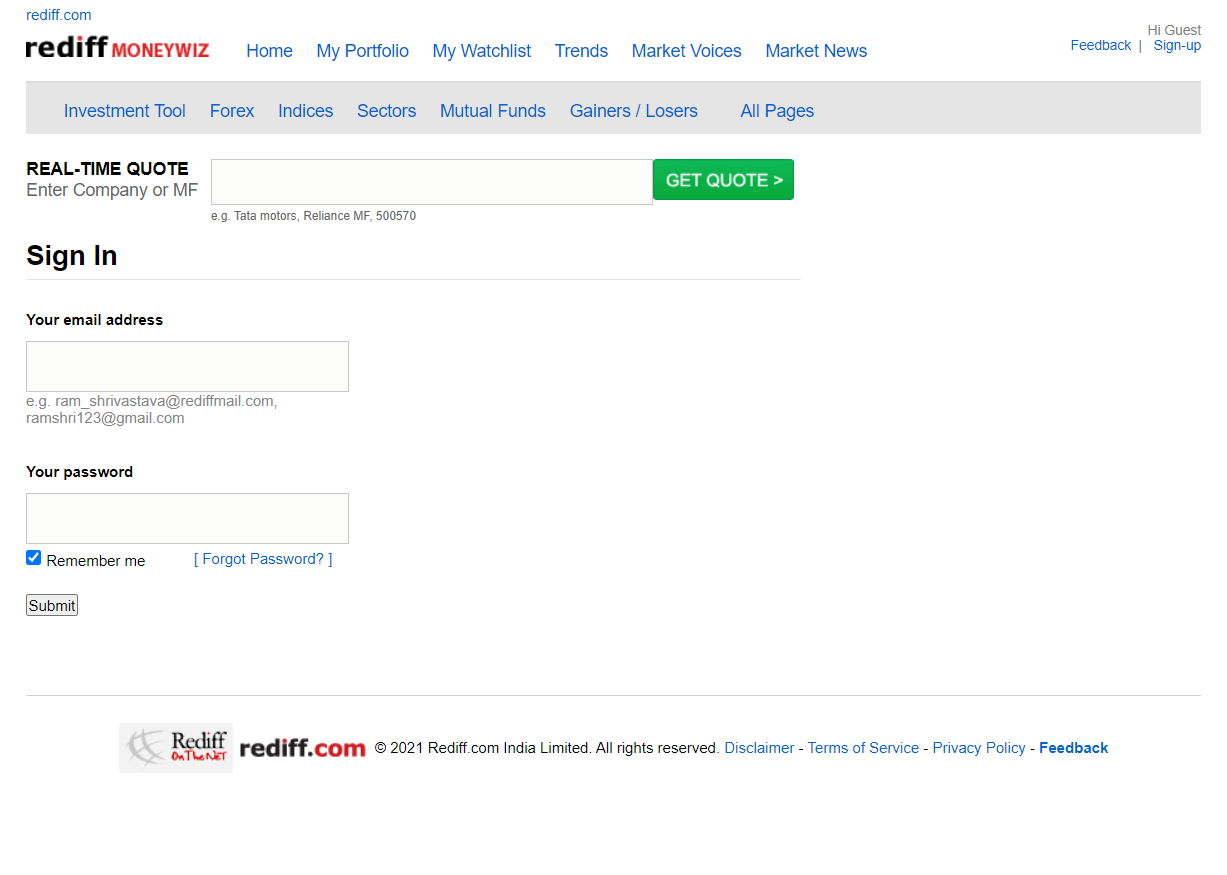 rediff.com
rediff MONEYWIZ Home My Portfolio My Watchlist Trends Market Voices Market News
Hi Guest
Feedback | Sign-up
Investment Tool Forex Indices Sectors Mutual Funds Gainers / Losers All Pages
REAL-TIME QUOTE
Enter Company or MF
GET QUOTE >
e.g. Tata motors, Reliance MF, 500570
Sign In
Your email address
e.g. ram_shrivastava@rediffmail.com,
ramshri123@gmail.com
Your password
Remember me [ Forgot Password? ]
Submit
Rediff
On The NeT
rediff.com © 2021 Rediff.com India Limited. All rights reserved. Disclaimer - Terms of Service - Privacy Policy - Feedback